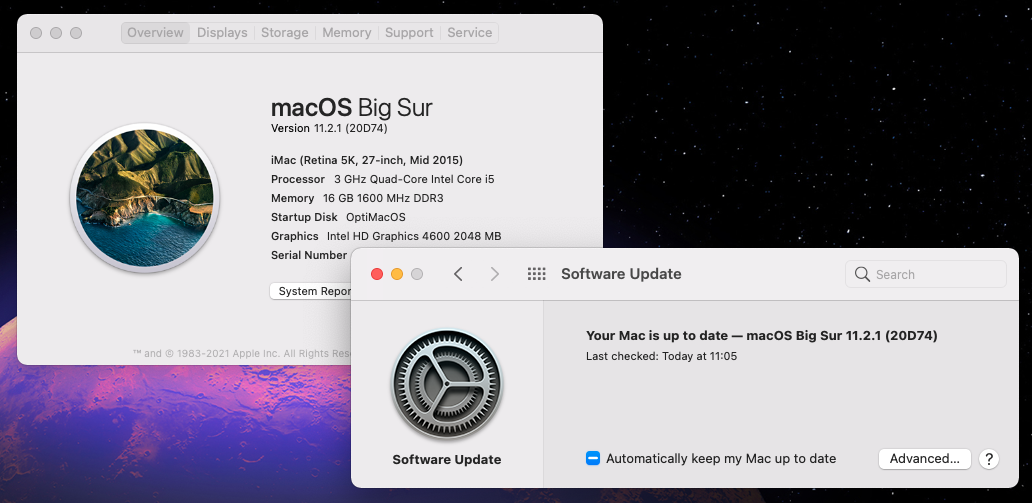 Overview Displays Storage Memory Support Service
macOS Big Sur
Version 11.2.1 (20D74)
iMac (Retina 5K, 27-inch, Mid 2015)
Processor 3 GHz Quad-Core Intel Core i5
Memory 16 GB 1600 MHz DDR3
Startup Disk OptiMacOS
Graphics Intel HD Graphics 4600 2048 MB
Serial Number
System Repor
™ and © 1983-2021 Apple Inc. All Rights Rese
Software Update
Search
Your Mac is up to date — macOS Big Sur 11.2.1 (20D74)
Last checked: Today at 11:05
Software Update
Automatically keep my Mac up to date
Advanced...
?